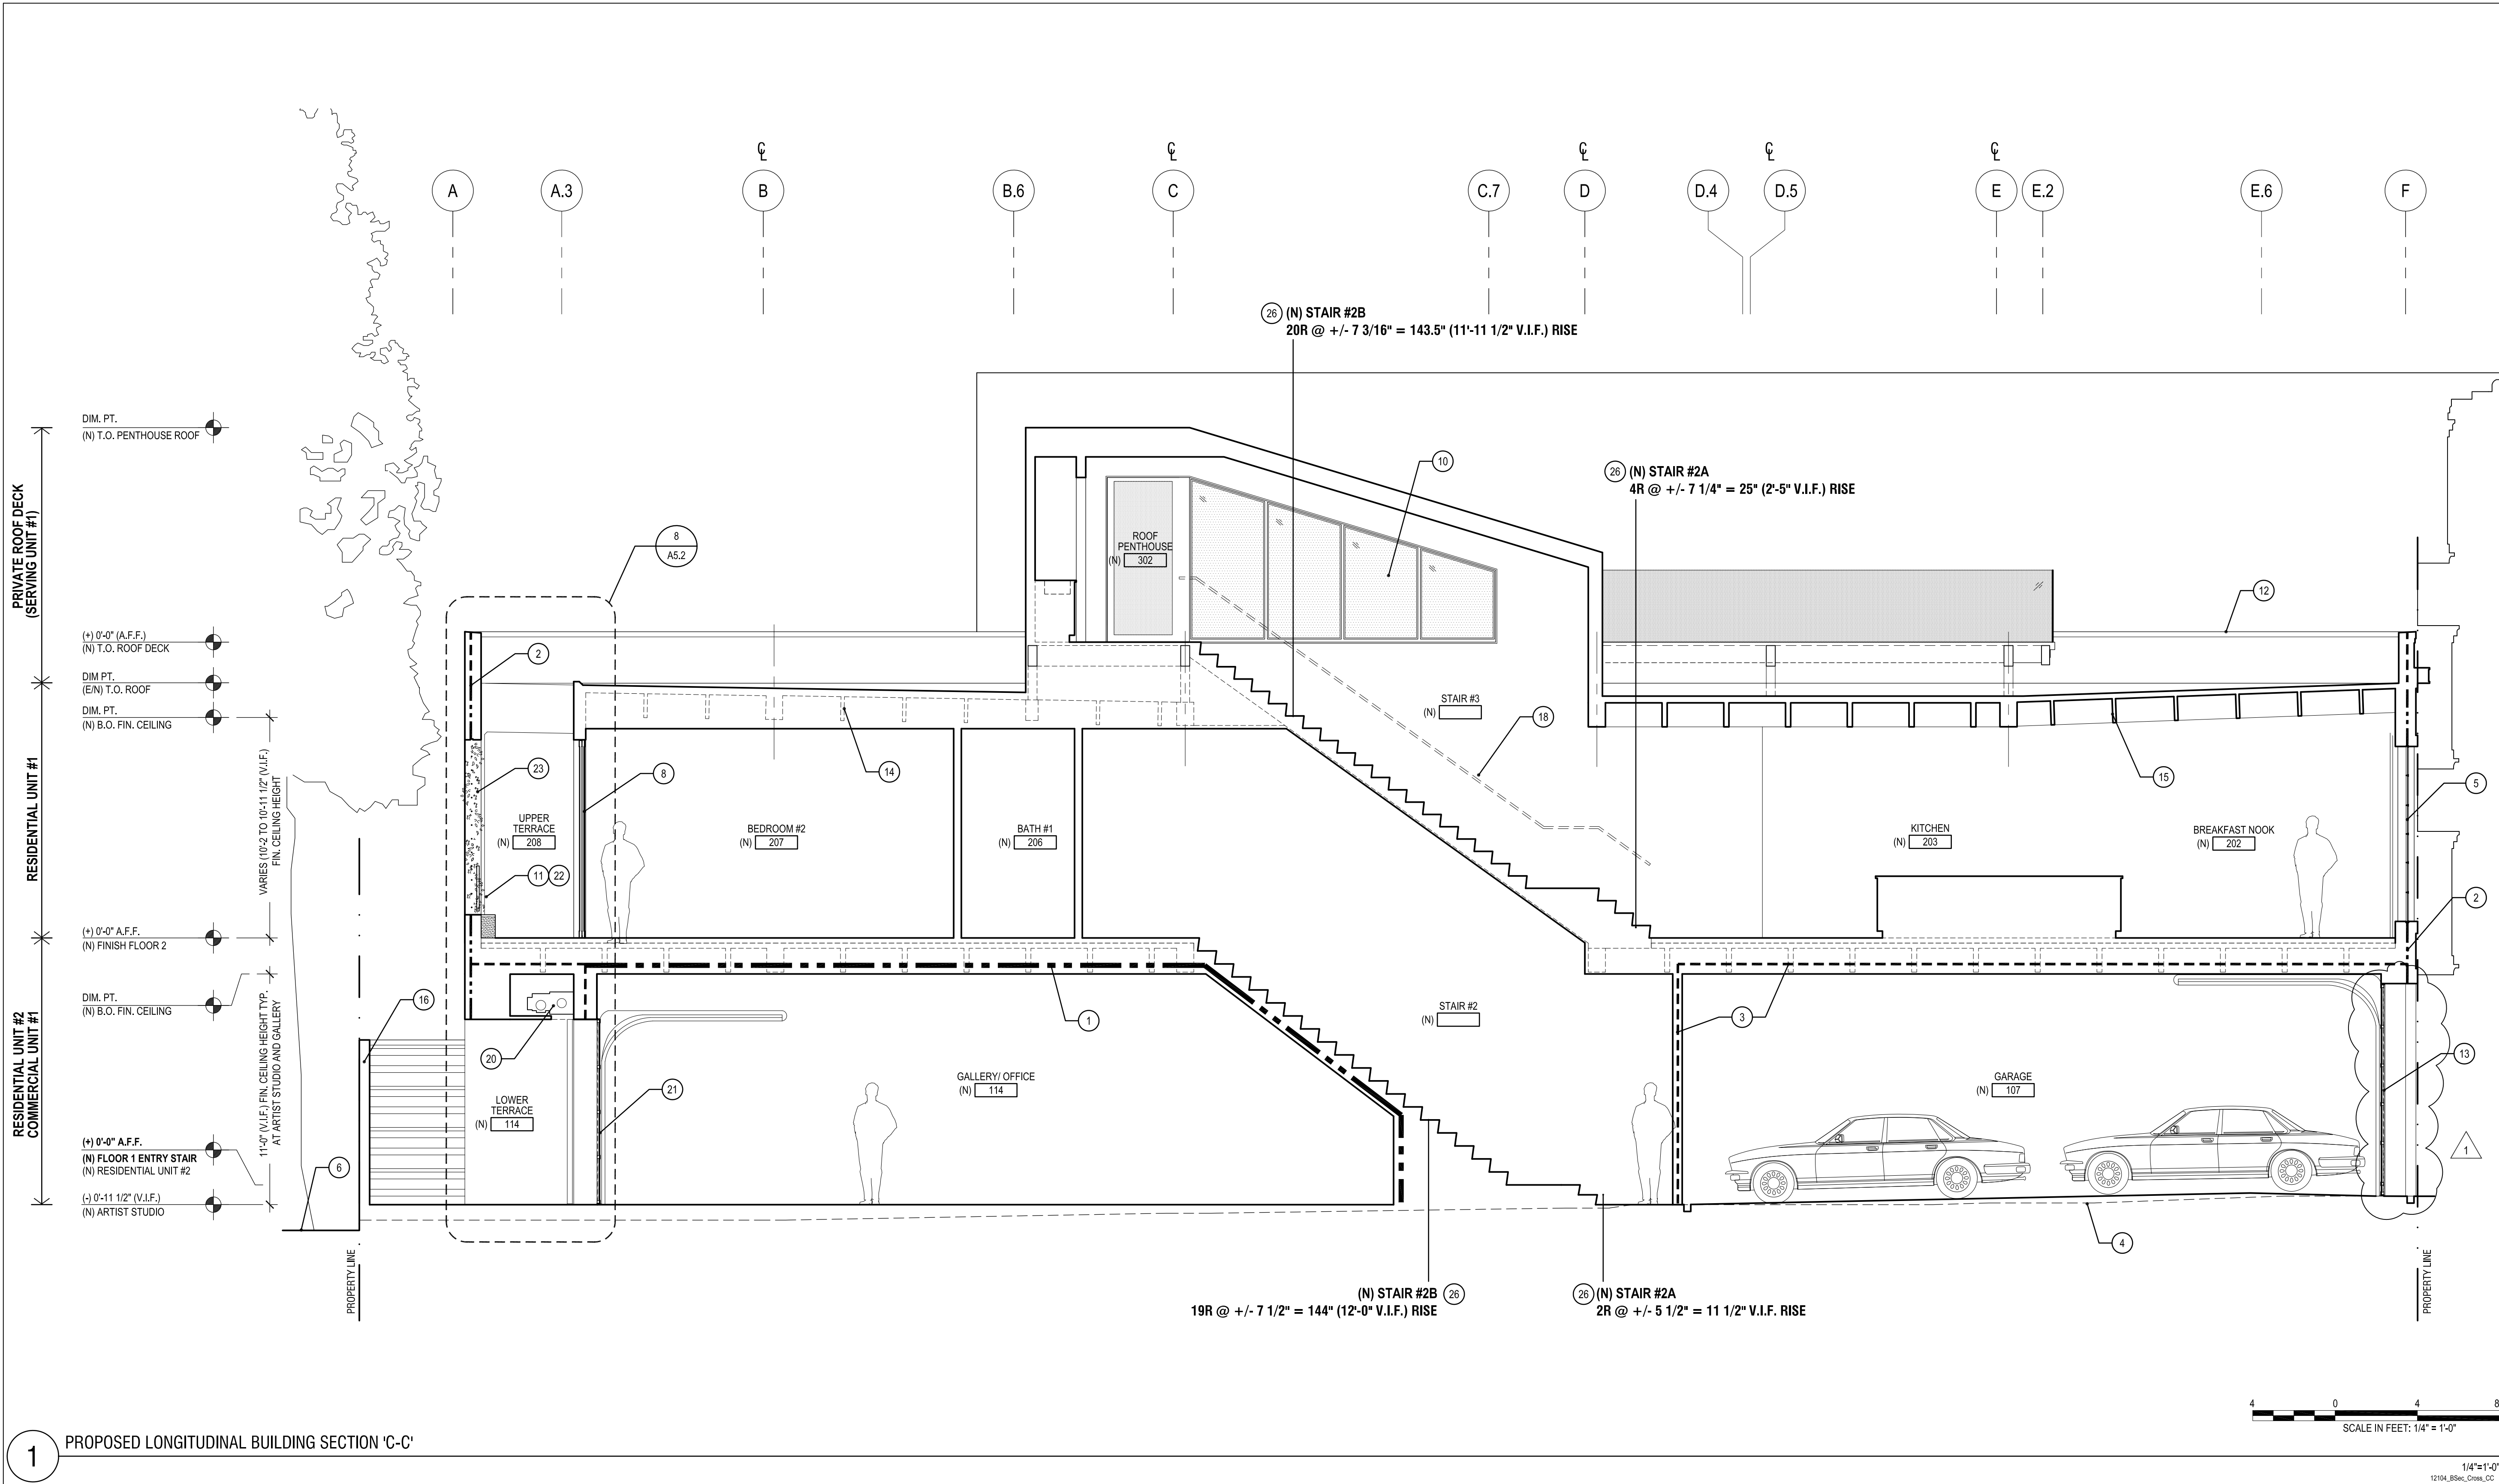 ℄
℄
℄
℄
℄
A
A.3
B
B.6
C
C.7
D
D.4
D.5
E
E.2
E.6
F
26 (N) STAIR #2B
20R @ +/- 7 3/16" = 143.5" (11'-11 1/2" V.I.F.) RISE
26 (N) STAIR #2A
4R @ +/- 7 1/4" = 25" (2'-5" V.I.F.) RISE
PRIVATE ROOF DECK
(SERVING UNIT #1)
RESIDENTIAL UNIT #1
RESIDENTIAL UNIT #2
COMMERCIAL UNIT #1
DIM. PT.
(N) T.O. PENTHOUSE ROOF
(+) 0'-0" (A.F.F.)
(N) T.O. ROOF DECK
DIM PT.
(E/N) T.O. ROOF
DIM. PT.
(N) B.O. FIN. CEILING
VARIES (10'-2 TO 10'-11 1/2" (V.I.F.)
FIN. CEILING HEIGHT
(+) 0'-0" A.F.F.
(N) FINISH FLOOR 2
DIM. PT.
(N) B.O. FIN. CEILING
11'-0" (V.I.F.) FIN. CEILING HEIGHT TYP.
AT ARTIST STUDIO AND GALLERY
(+) 0'-0" A.F.F.
(N) FLOOR 1 ENTRY STAIR
(N) RESIDENTIAL UNIT #2
(-) 0'-11 1/2" (V.I.F.)
(N) ARTIST STUDIO
8
A5.2
10
ROOF
PENTHOUSE
(N) 302
12
2
STAIR #3
(N)
18
14
15
23
8
5
UPPER
TERRACE
(N) 208
BEDROOM #2
(N) 207
BATH #1
(N) 206
KITCHEN
(N) 203
BREAKFAST NOOK
(N) 202
11 22
2
16
1
STAIR #2
(N)
3
20
13
GALLERY/ OFFICE
(N) 114
21
GARAGE
(N) 107
LOWER
TERRACE
(N) 114
1
6
4
PROPERTY LINE
PROPERTY LINE
(N) STAIR #2B 26
19R @ +/- 7 1/2" = 144" (12'-0" V.I.F.) RISE
26 (N) STAIR #2A
2R @ +/- 5 1/2" = 11 1/2" V.I.F. RISE
4 0 4 8
SCALE IN FEET: 1/4" = 1'-0"
1 PROPOSED LONGITUDINAL BUILDING SECTION 'C-C'
1/4"=1'-0"
12104_BSec_Cross_CC